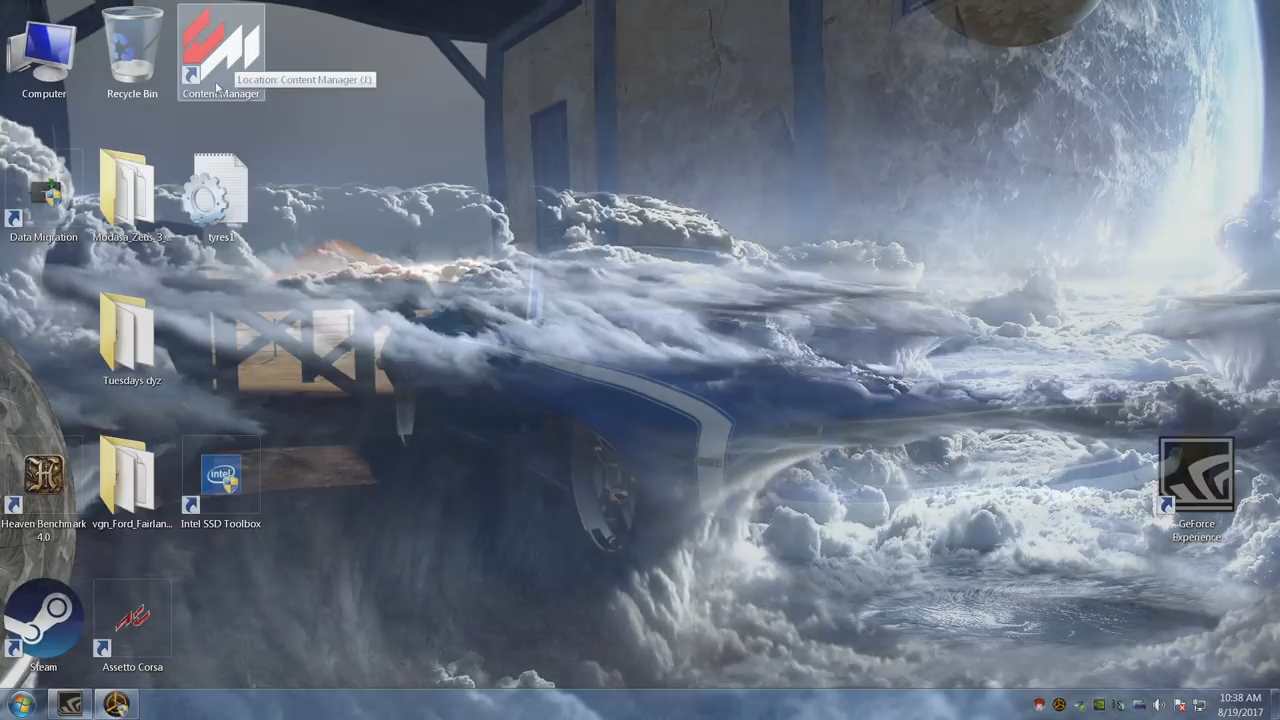 Computer
Recycle Bin
Content Manager
Location: Content Manager (J:)
Data Migration
Modasa_Zetis_3...
tyres1
Tuesdays dyz
Heaven Benchmark
4.0
vgn_Ford_Fairlan...
intel
Intel SSD Toolbox
GeForce
Experience
Steam
Assetto Corsa
10:38 AM
8/19/2017